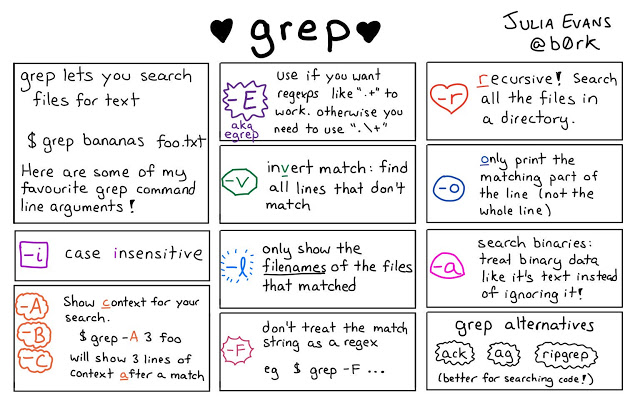 ♥ grep ♥
JULIA EVANS
@b0rk
grep lets you search
files for text
$ grep bananas foo.txt
Here are some of my
favourite grep command
line arguments!
-i case insensitive
-A
-B
-C
Show context for your
search.
$ grep -A 3 foo
will show 3 lines of
context after a match
-E
aka
egrep
use if you want
regexps like ".+" to
work. otherwise you
need to use ".\+"
-v
invert match: find
all lines that don't
match
-l
only show the
filenames of the files
that matched
-F
don't treat the match
string as a regex
eg $ grep -F ...
-r
recursive! Search
all the files in
a directory.
-o
only print the
matching part of
the line (not the
whole line)
-a
search binaries:
treat binary data
like it's text instead
of ignoring it!
grep alternatives
ack ag ripgrep
(better for searching code!)